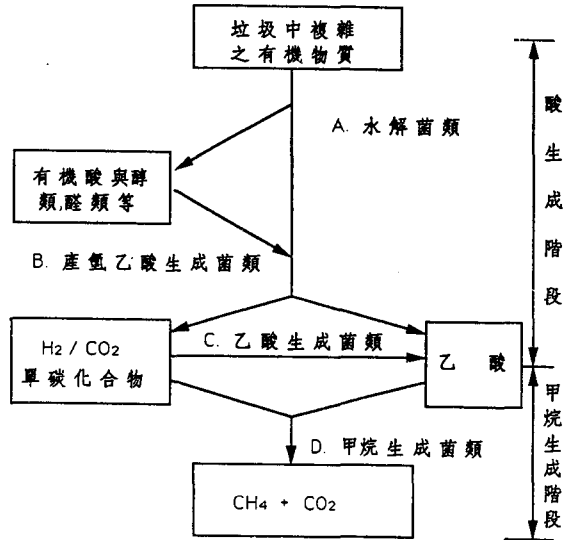 垃圾中複雜
之有機物質
A. 水解菌類
有機酸與醇
類,醛類等
B. 產氫乙酸生成菌類
H2 / CO2
單碳化合物
C. 乙酸生成菌類
乙 酸
D. 甲烷生成菌類
CH4 + CO2
酸生成階段
甲烷生成階段